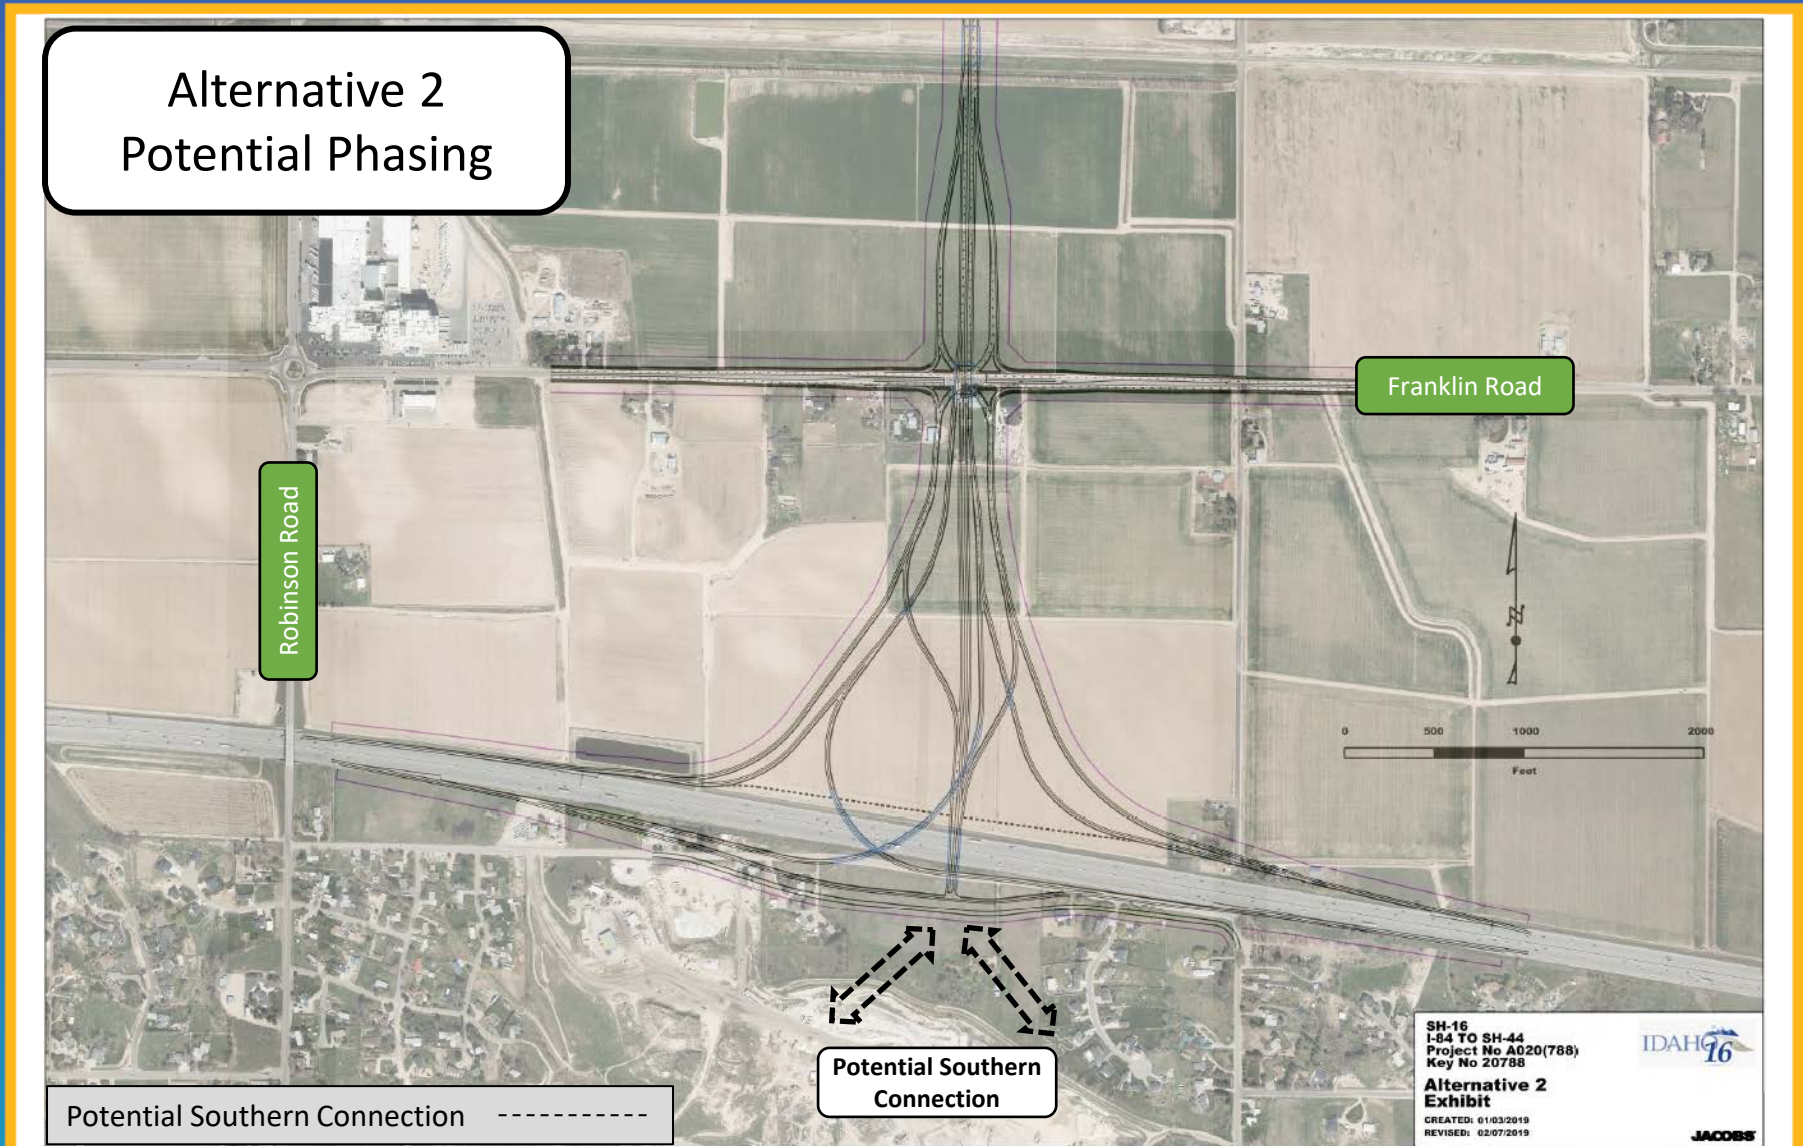 Alternative 2
Potential Phasing
Franklin Road
Robinson Road
0 500 1000 2000
Feet
N
Potential Southern
Connection
Potential Southern Connection
SH-16
I-84 TO SH-44
Project No A020(788)
Key No 20788
IDAHO 16
Alternative 2
Exhibit
CREATED: 01/03/2019
REVISED: 02/07/2019
JACOBS